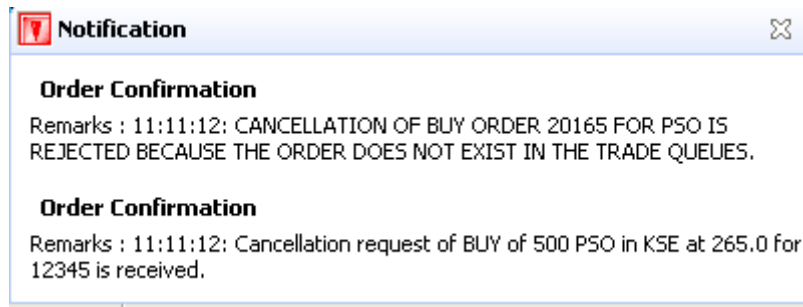 Notification
Order Confirmation
Remarks : 11:11:12: CANCELLATION OF BUY ORDER 20165 FOR PSO IS
REJECTED BECAUSE THE ORDER DOES NOT EXIST IN THE TRADE QUEUES.
Order Confirmation
Remarks : 11:11:12: Cancellation request of BUY of 500 PSO in KSE at 265.0 for
12345 is received.